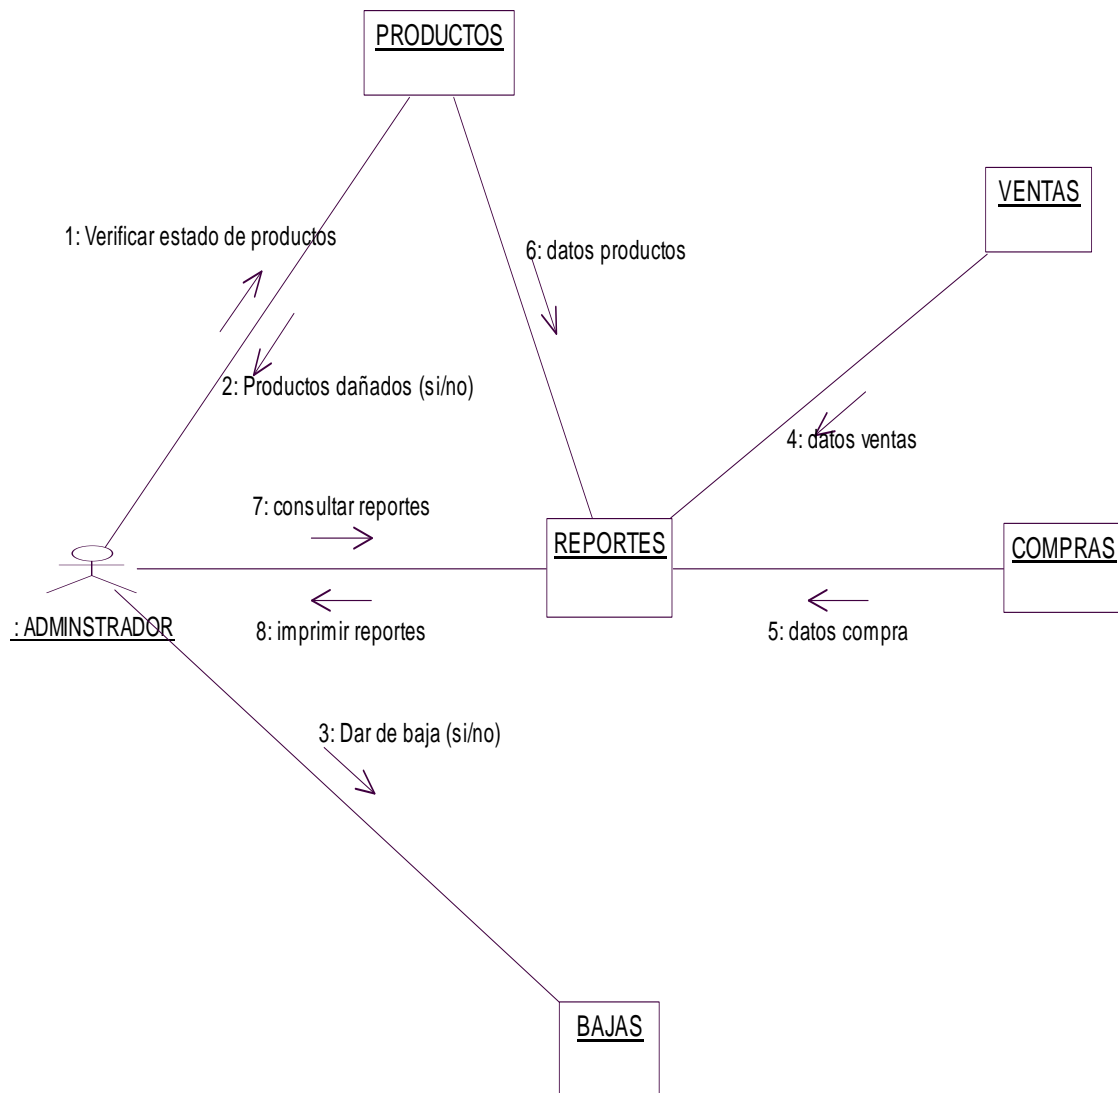 PRODUCTOS
VENTAS
1: Verificar estado de productos
6: datos productos
2: Productos dañados (si/no)
4: datos ventas
7: consultar reportes
REPORTES
COMPRAS
: ADMINSTRADOR
8: imprimir reportes
5: datos compra
3: Dar de baja (si/no)
BAJAS